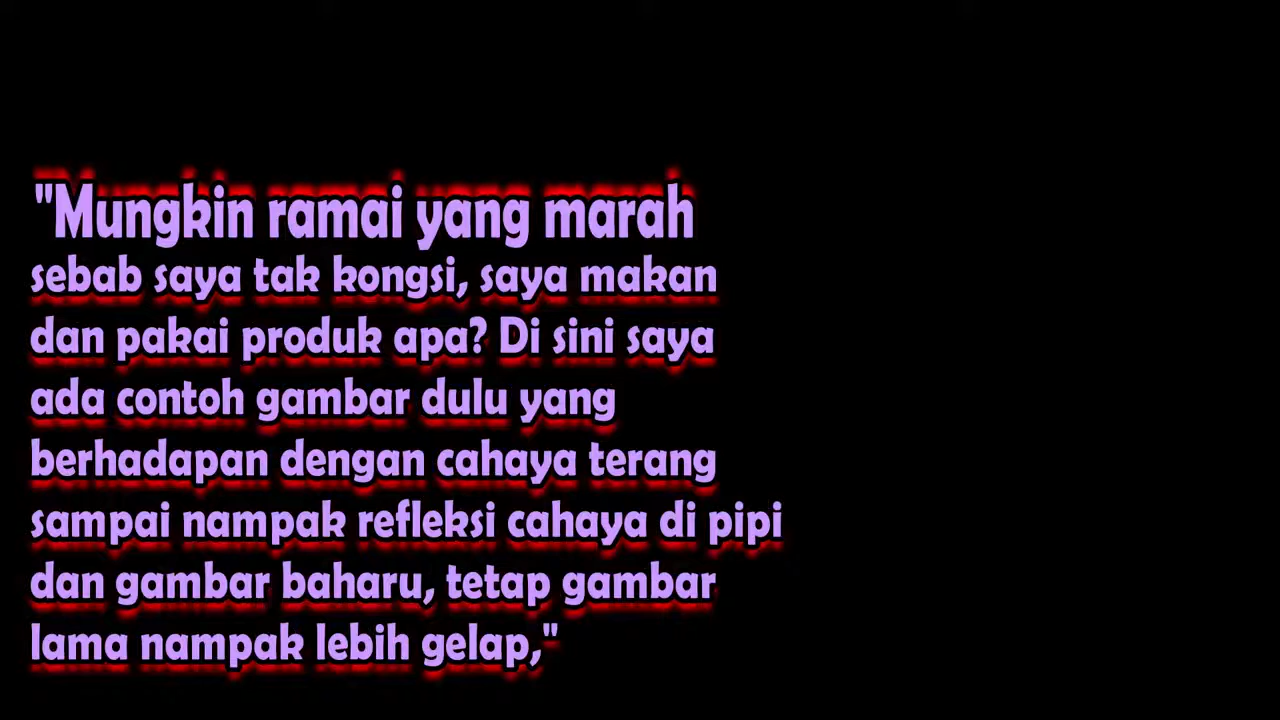 "Mungkin ramai yang marah
sebab saya tak kongsi, saya makan
dan pakai produk apa? Di sini saya
ada contoh gambar dulu yang
berhadapan dengan cahaya terang
sampai nampak refleksi cahaya di pipi
dan gambar baharu, tetap gambar
lama nampak lebih gelap,"